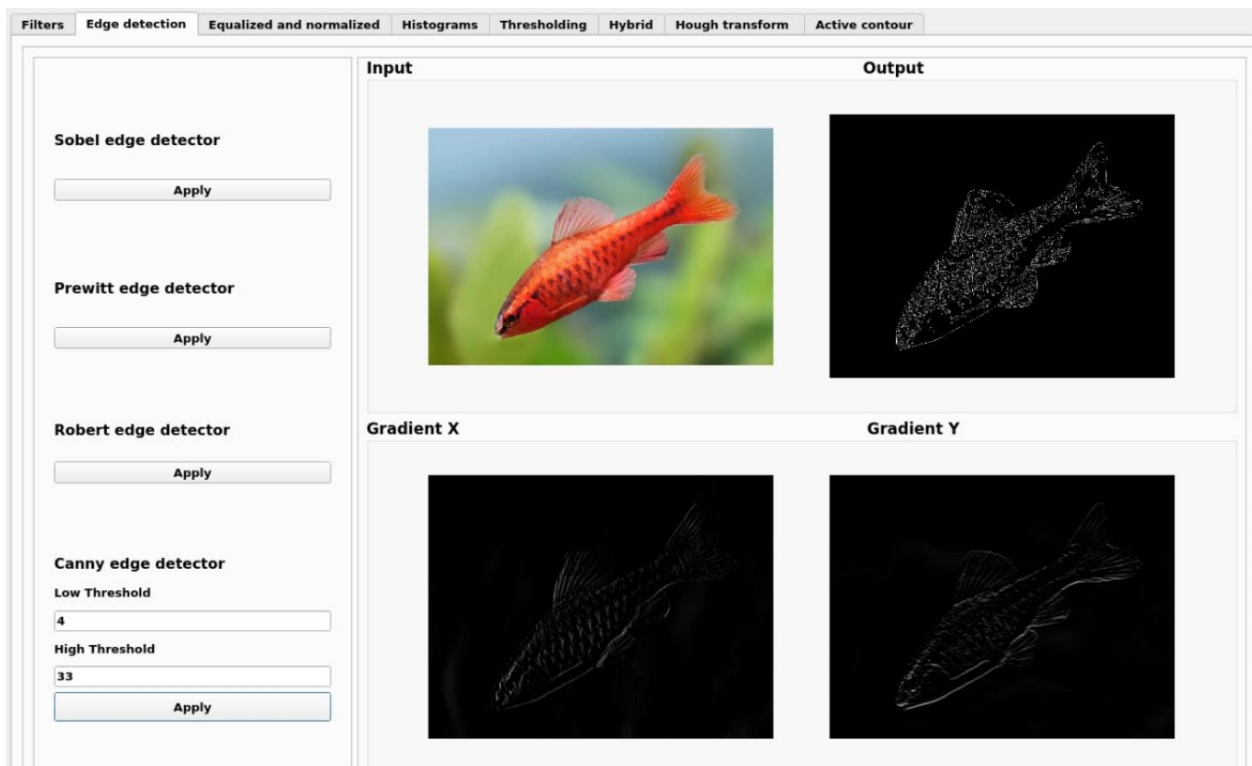 Filters Edge detection Equalized and normalized Histograms Thresholding Hybrid Hough transform Active contour
Sobel edge detector
Apply
Prewitt edge detector
Apply
Robert edge detector
Apply
Canny edge detector
Low Threshold
4
High Threshold
33
Apply
Input
Output
Gradient X
Gradient Y